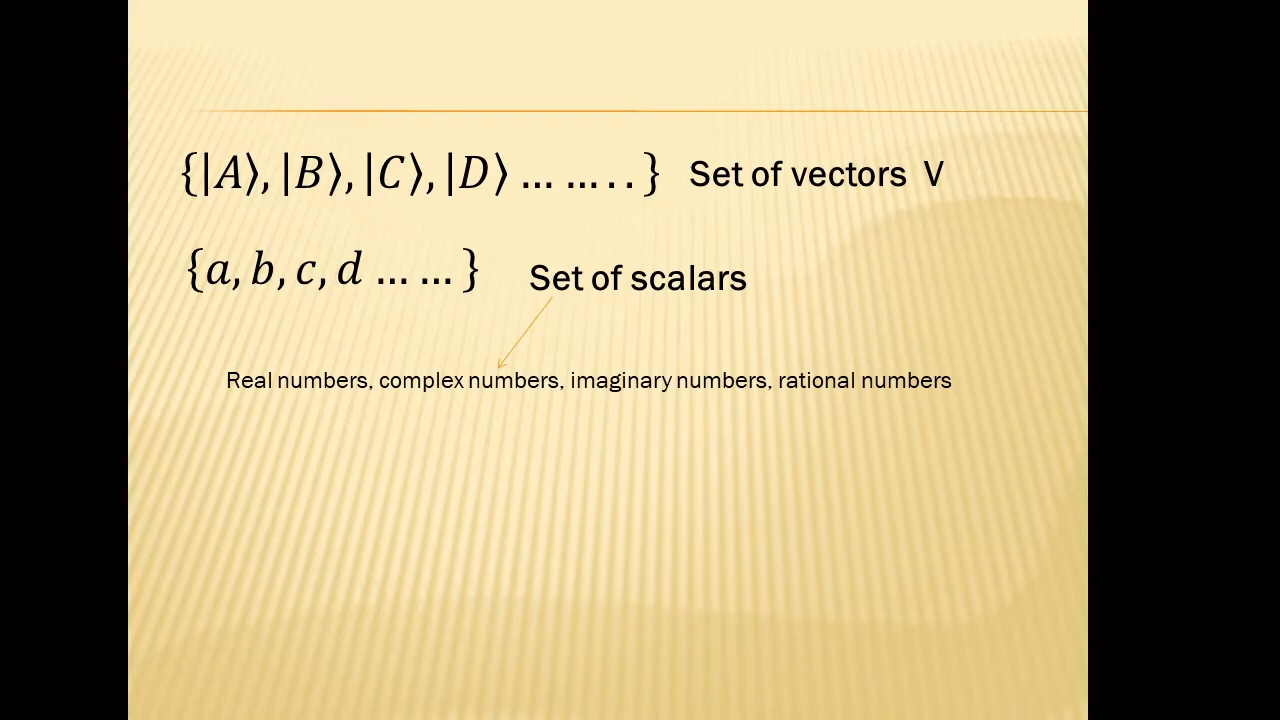 {|A⟩, |B⟩, |C⟩, |D⟩ … … . . } Set of vectors V
{a, b, c, d … … } Set of scalars
Real numbers, complex numbers, imaginary numbers, rational numbers